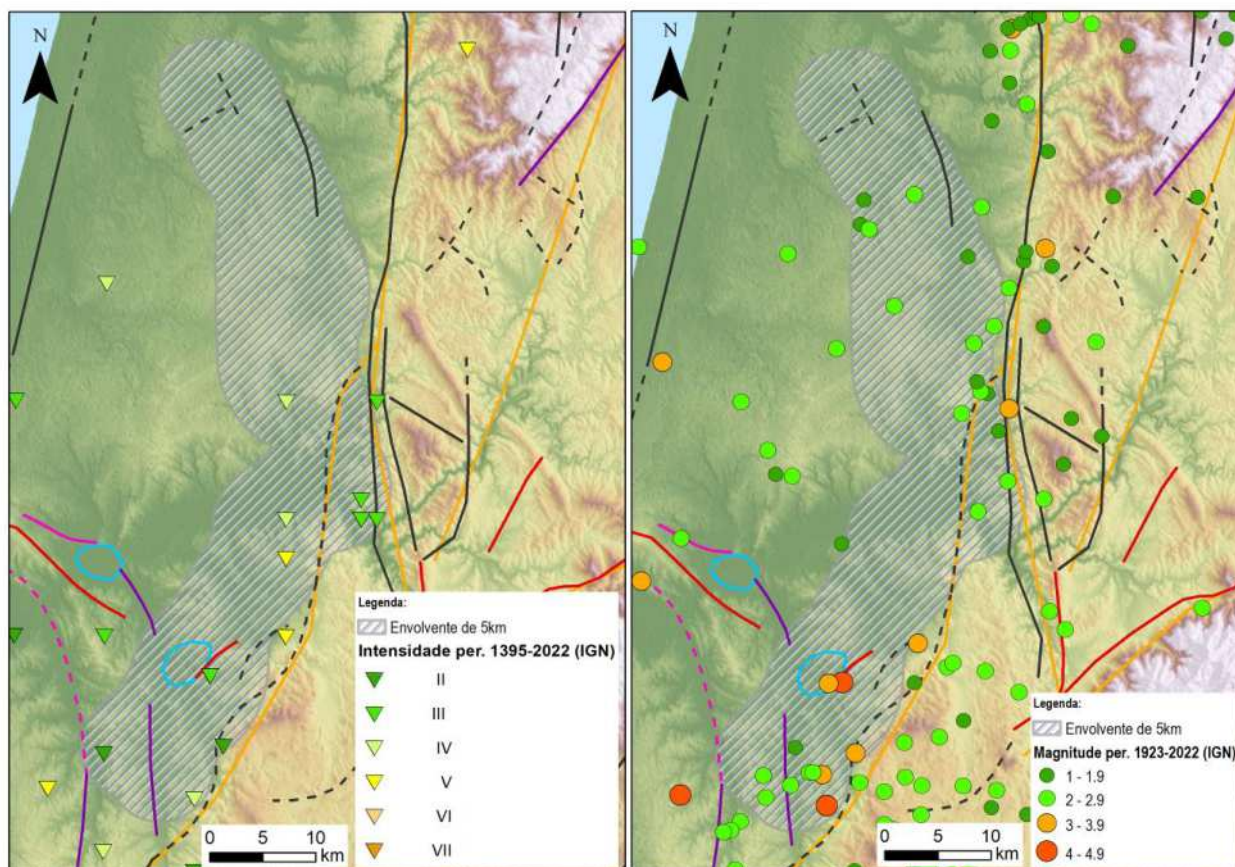 N
Legenda:
Envolvente de 5km
Intensidade per. 1395-2022 (IGN)
II
III
IV
V
VI
VII
0 5 10
km
N
Legenda:
Envolvente de 5km
Magnitude per. 1923-2022 (IGN)
1 - 1.9
2 - 2.9
3 - 3.9
4 - 4.9
0 5 10
km